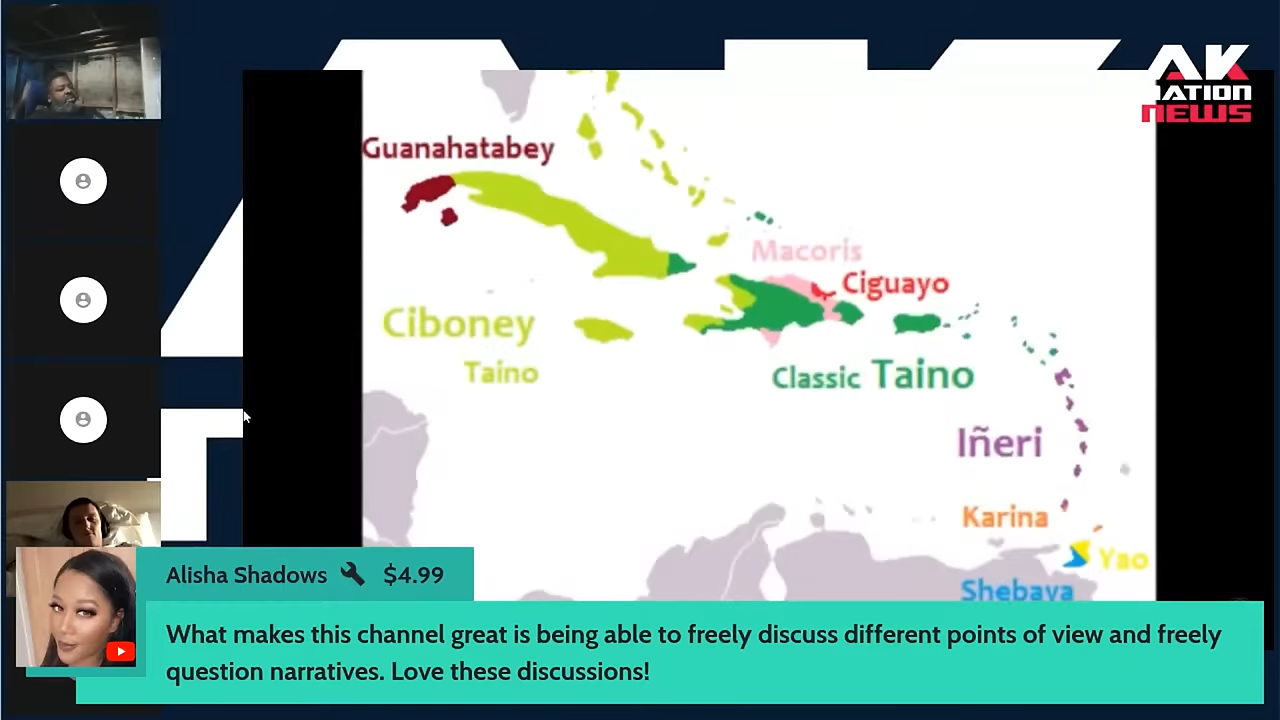 AK
NATION
NEWS
Guanahatabey
Macoris
Ciguayo
Ciboney
Taino
Classic Taino
Iñeri
Karina
Yao
Shebaya
Alisha Shadows $4.99
What makes this channel great is being able to freely discuss different points of view and freely
question narratives. Love these discussions!